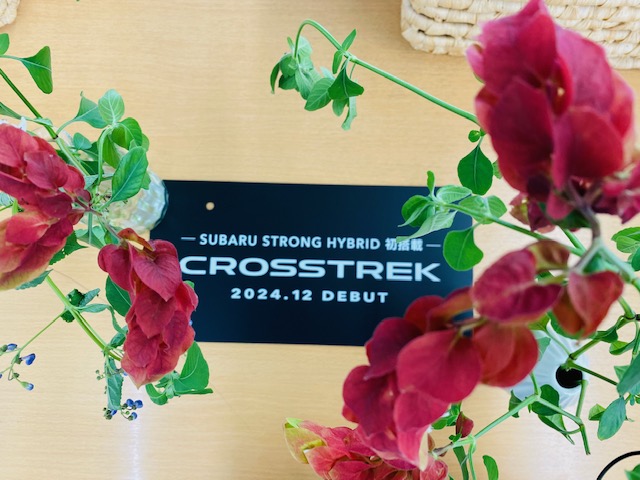 — SUBARU STRONG HYBRID 初搭載 —
CROSSTREK
2024.12 DEBUT